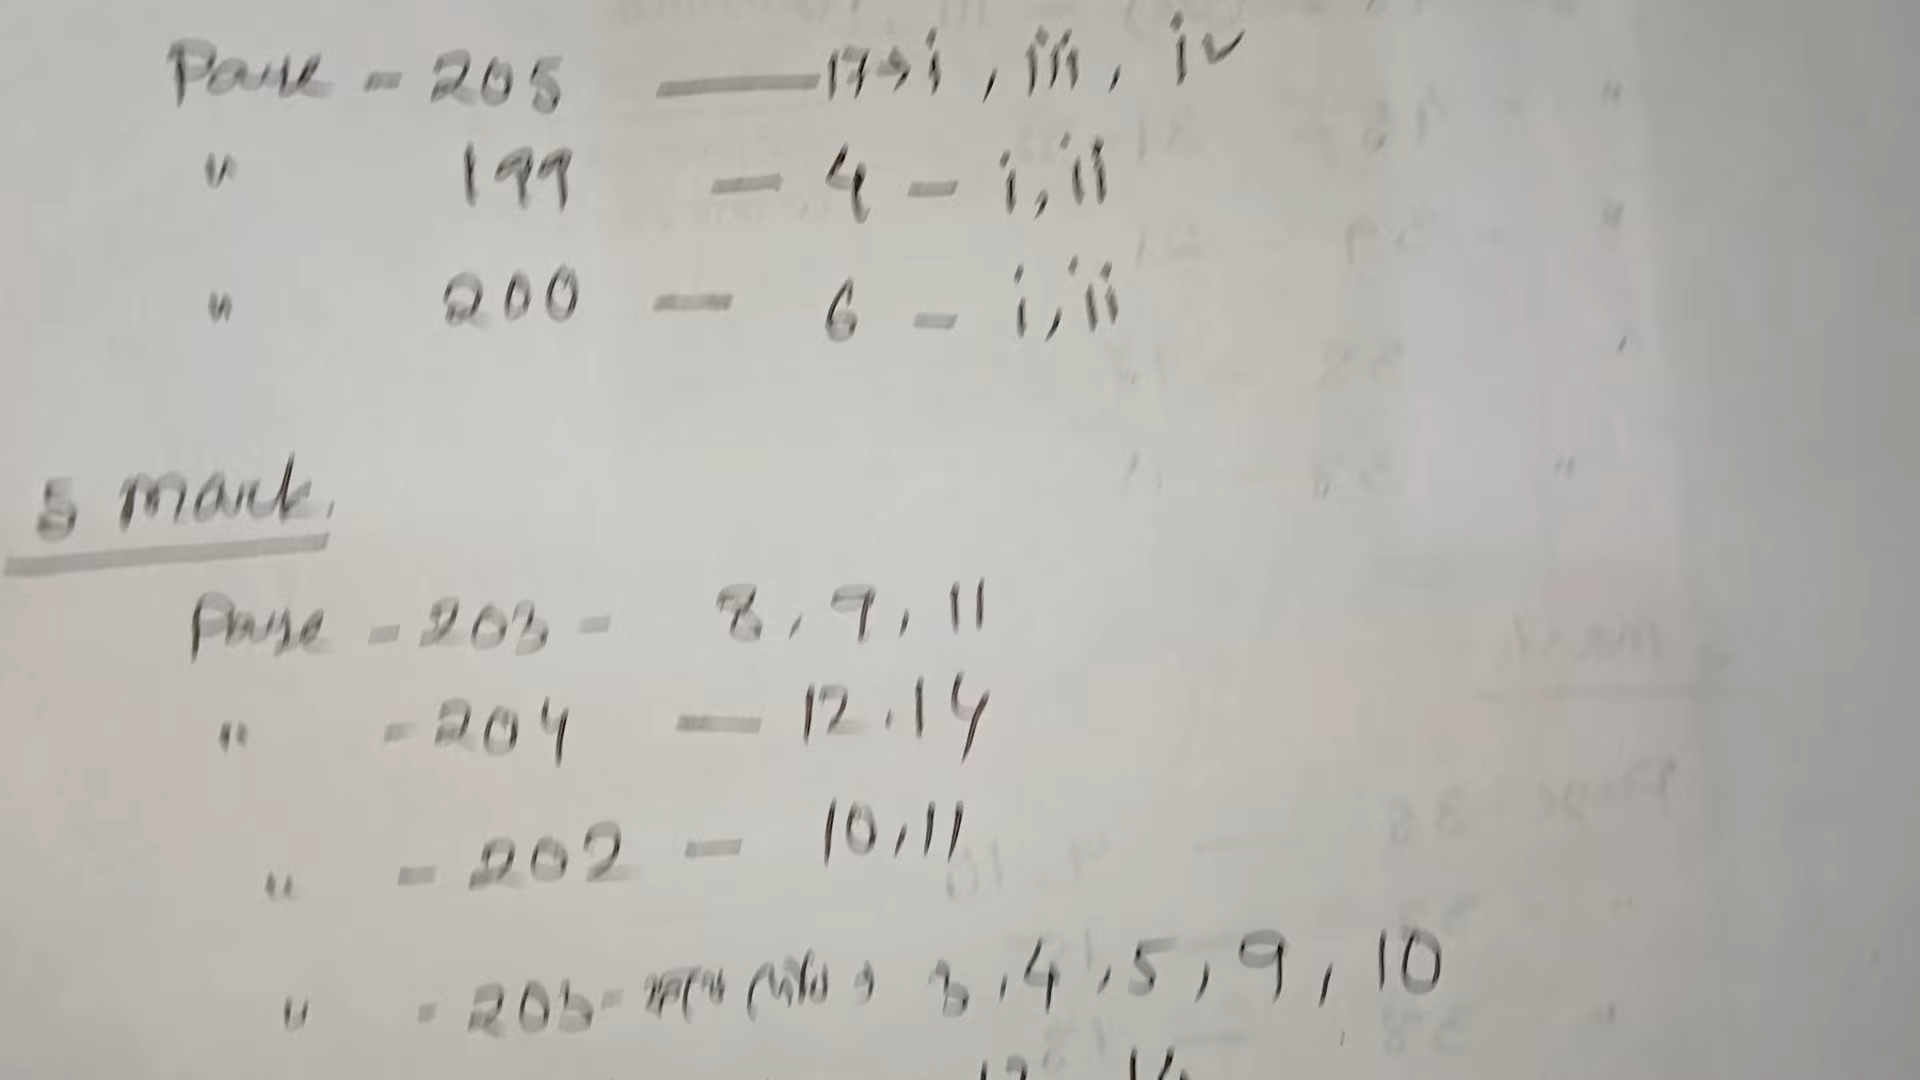 Page - 205 — 17→i, iii, iv
" 199 — 4 - i, ii
" 200 — 6 - i, ii
5 mark.
Page - 203 - 8, 9, 11
" - 204 — 12, 14
" - 202 — 10, 11
" - 203 - 3, 4, 5, 9, 10